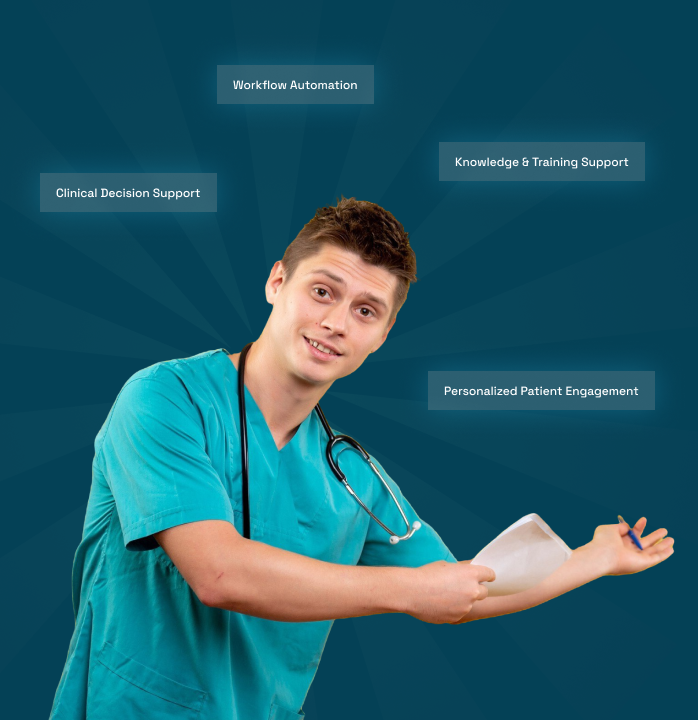 Workflow Automation
Knowledge & Training Support
Clinical Decision Support
Personalized Patient Engagement